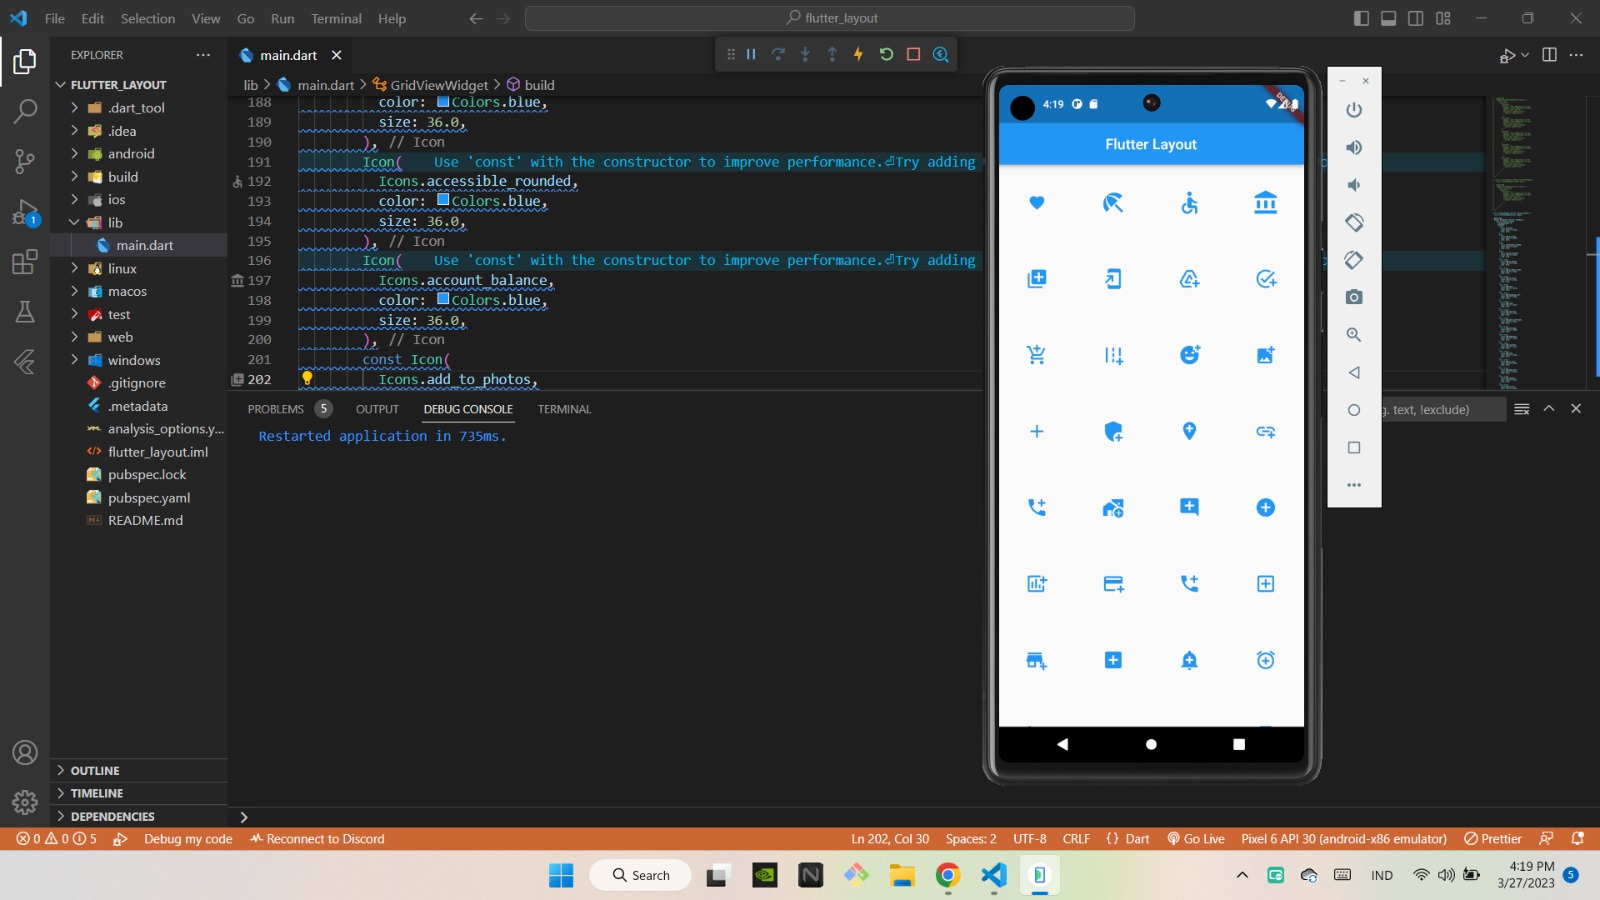 File Edit Selection View Go Run Terminal Help
flutter_layout
EXPLORER
FLUTTER_LAYOUT
.dart_tool
.idea
android
build
ios
lib
main.dart
linux
macos
test
web
windows
.gitignore
.metadata
analysis_options.y...
flutter_layout.iml
pubspec.lock
pubspec.yaml
README.md
OUTLINE
TIMELINE
DEPENDENCIES
main.dart
lib > main.dart > GridViewWidget > build
188 color: Colors.blue,
189 size: 36.0,
190 ), // Icon
191 Icon( Use 'const' with the constructor to improve performance.⏎Try adding
192 Icons.accessible_rounded,
193 color: Colors.blue,
194 size: 36.0,
195 ), // Icon
196 Icon( Use 'const' with the constructor to improve performance.⏎Try adding
197 Icons.account_balance,
198 color: Colors.blue,
199 size: 36.0,
200 ), // Icon
201 const Icon(
202 Icons.add_to_photos,
PROBLEMS 5 OUTPUT DEBUG CONSOLE TERMINAL
g. text, !exclude)
Restarted application in 735ms.
4:19
DEBUG
Flutter Layout
0 0 5 Debug my code Reconnect to Discord Ln 202, Col 30 Spaces: 2 UTF-8 CRLF {} Dart Go Live Pixel 6 API 30 (android-x86 emulator) Prettier
1
Search
IND
4:19 PM
3/27/2023
5